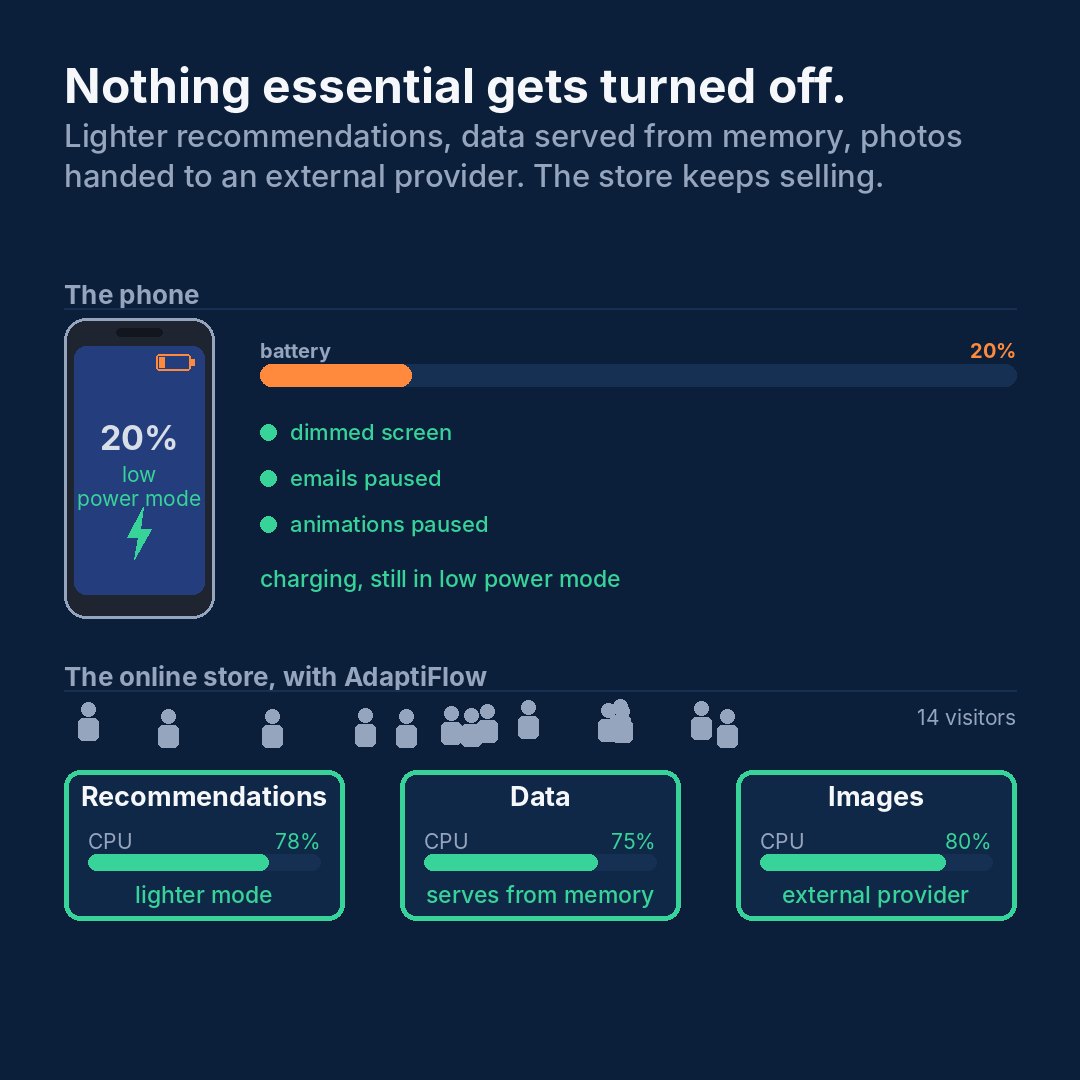 Nothing essential gets turned off.
Lighter recommendations, data served from memory, photos
handed to an external provider. The store keeps selling.
The phone
battery
20%
20%
low
power mode
dimmed screen
emails paused
animations paused
charging, still in low power mode
The online store, with AdaptiFlow
14 visitors
Recommendations
CPU 78%
lighter mode
Data
CPU 75%
serves from memory
Images
CPU 80%
external provider